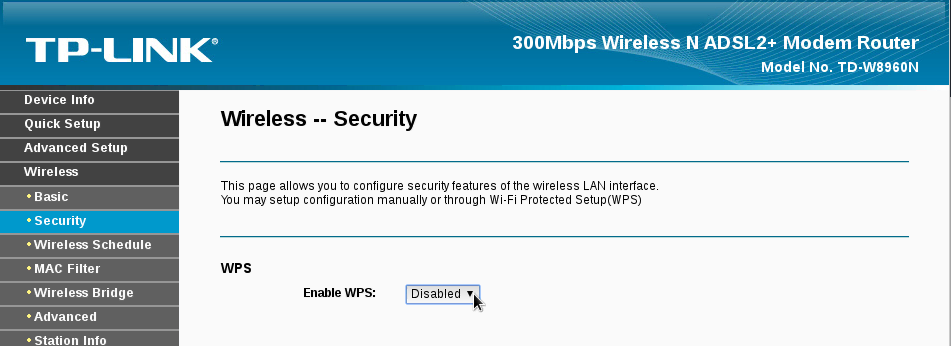 TP-LINK®
300Mbps Wireless N ADSL2+ Modem Router
Model No. TD-W8960N
Device Info
Quick Setup
Advanced Setup
Wireless
• Basic
• Security
• Wireless Schedule
• MAC Filter
• Wireless Bridge
• Advanced
• Station Info
Wireless -- Security
This page allows you to configure security features of the wireless LAN interface.
You may setup configuration manually or through Wi-Fi Protected Setup(WPS)
WPS
Enable WPS: Disabled